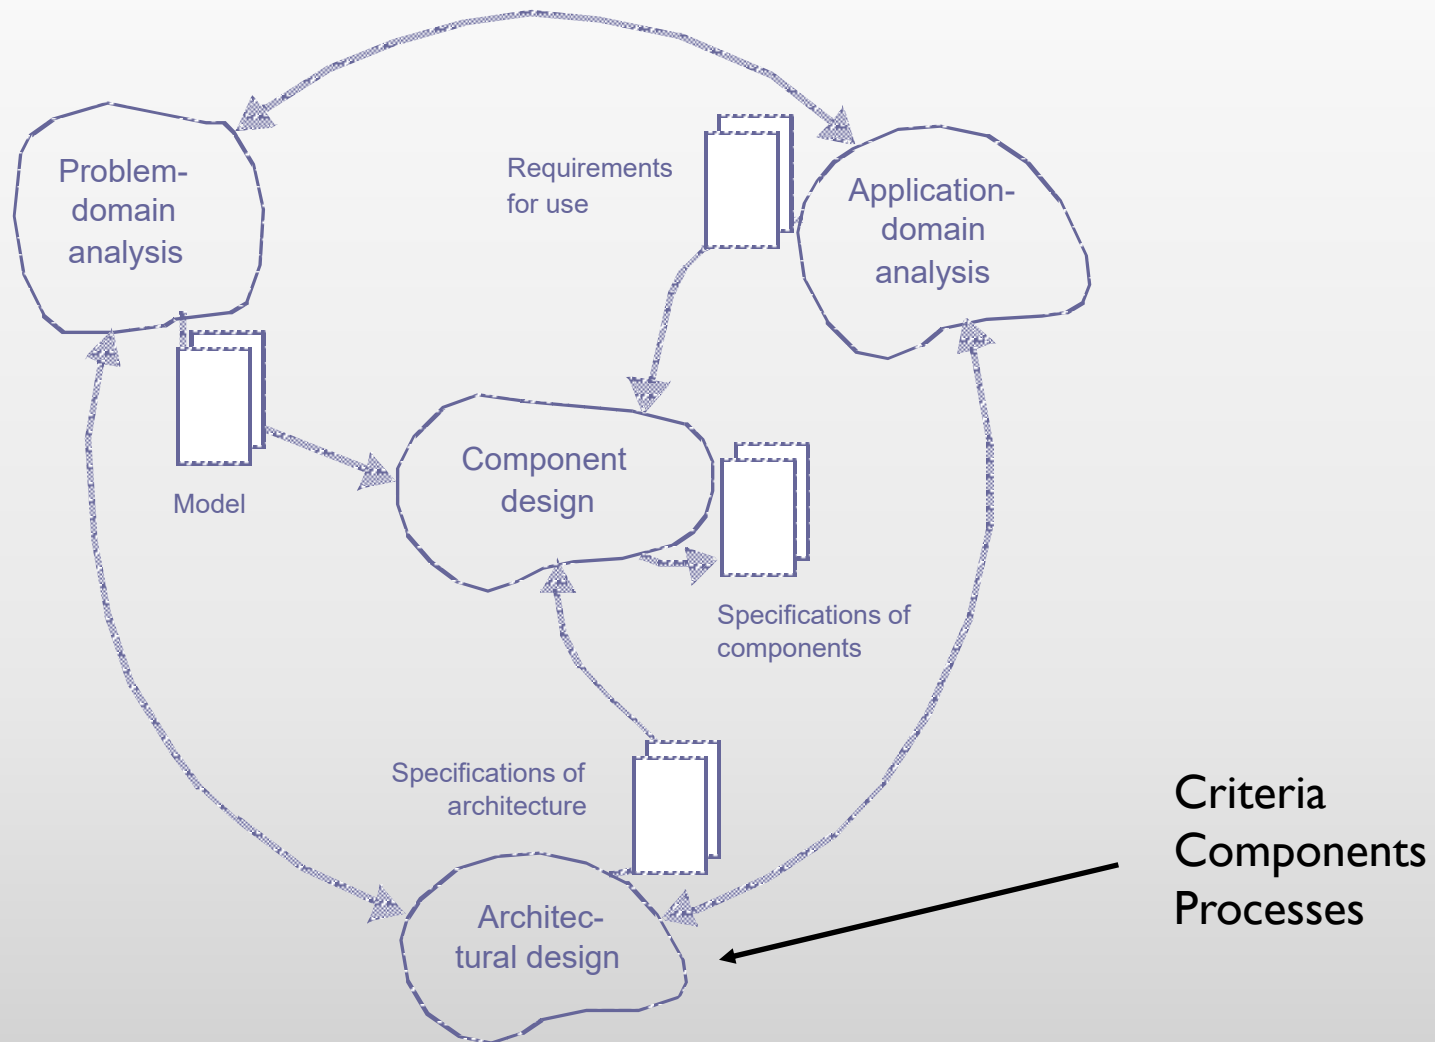 Problem-
domain
analysis
Requirements
for use
Application-
domain
analysis
Model
Component
design
Specifications of
components
Specifications of
architecture
Architec-
tural design
Criteria
Components
Processes